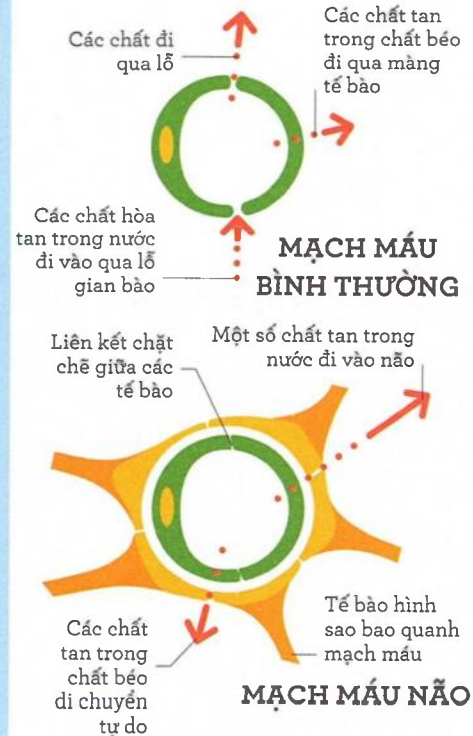 Các chất đi
qua lỗ
Các chất tan
trong chất béo
đi qua màng
tế bào
Các chất hòa
tan trong nước
đi vào qua lỗ
gian bào
MẠCH MÁU
BÌNH THƯỜNG
Liên kết chặt
chẽ giữa các
tế bào
Một số chất tan trong
nước đi vào não
Các chất
tan trong
chất béo
di chuyển
tự do
Tế bào hình
sao bao quanh
mạch máu
MẠCH MÁU NÃO